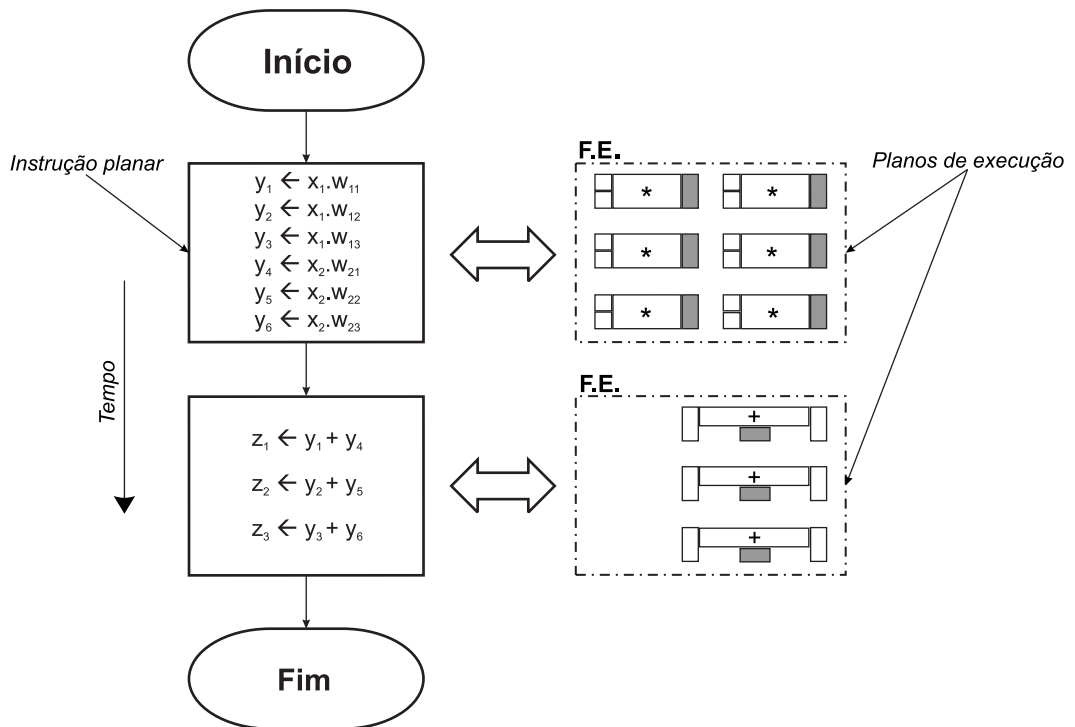 Início
Instrução planar
y₁ ← x₁.w₁₁
y₂ ← x₁.w₁₂
y₃ ← x₁.w₁₃
y₄ ← x₂.w₂₁
y₅ ← x₂.w₂₂
y₆ ← x₂.w₂₃
F.E.
* *
* *
* *
Planos de execução
Tempo
z₁ ← y₁ + y₄
z₂ ← y₂ + y₅
z₃ ← y₃ + y₆
F.E.
+
+
+
Fim